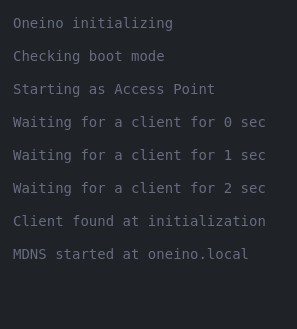 Oneino initializing
Checking boot mode
Starting as Access Point
Waiting for a client for 0 sec
Waiting for a client for 1 sec
Waiting for a client for 2 sec
Client found at initialization
MDNS started at oneino.local